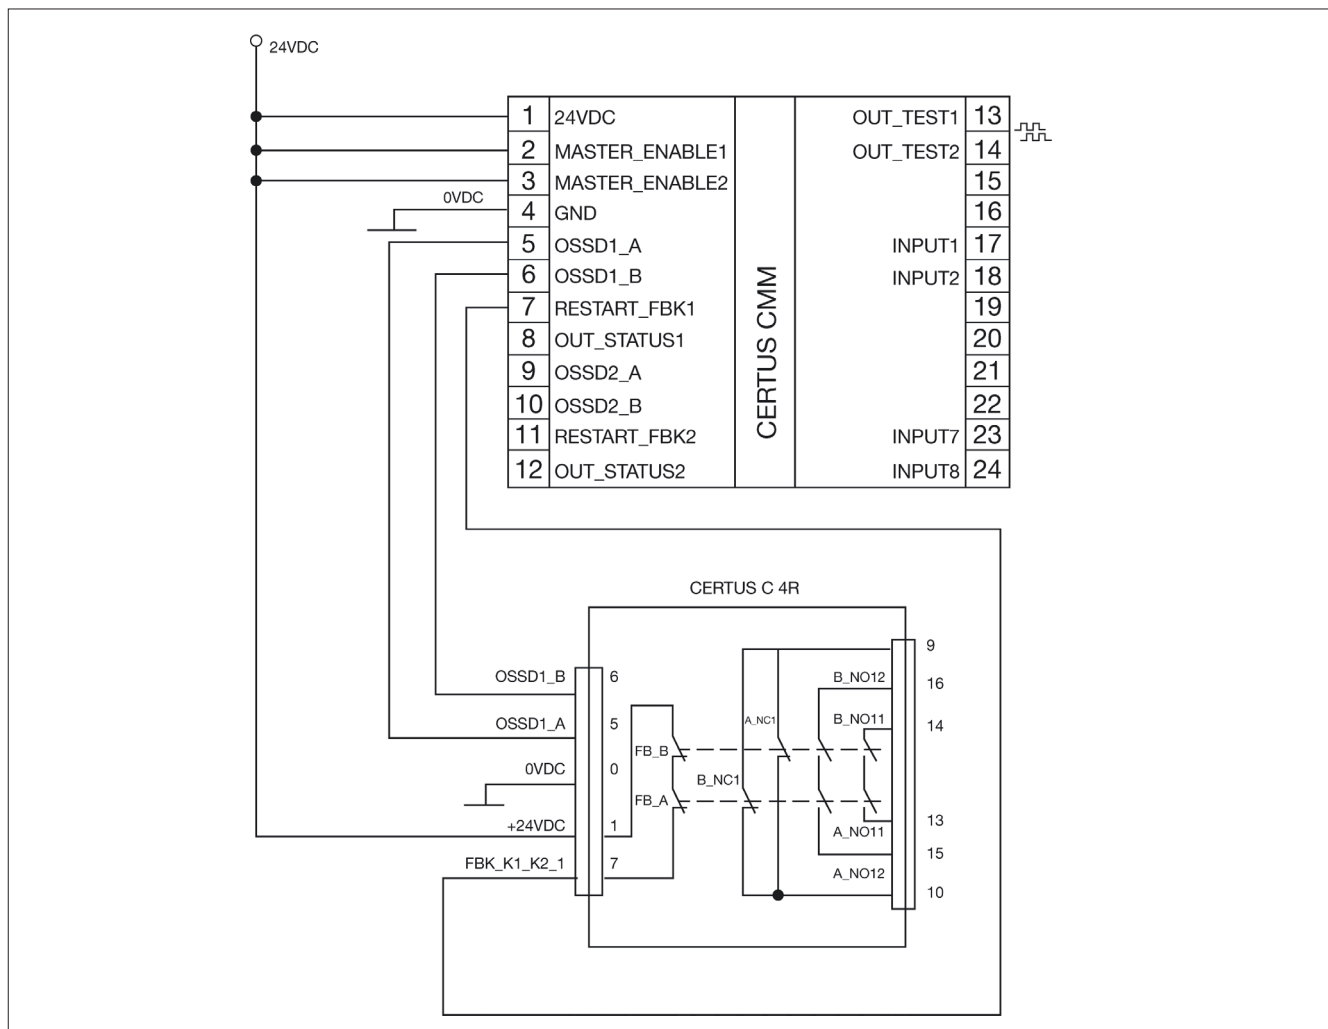 24VDC
1 24VDC OUT_TEST1 13
2 MASTER_ENABLE1 OUT_TEST2 14
3 MASTER_ENABLE2 15
0VDC 4 GND 16
5 OSSD1_A INPUT1 17
6 OSSD1_B INPUT2 18
7 RESTART_FBK1 19
8 OUT_STATUS1 20
9 OSSD2_A 21
10 OSSD2_B 22
11 RESTART_FBK2 INPUT7 23
12 OUT_STATUS2 INPUT8 24
CERTUS CMM
CERTUS C 4R
9
OSSD1_B 6 B_NO12 16
OSSD1_A 5 A_NC1 B_NO11 14
FB_B
0VDC 0 B_NC1
FB_A
+24VDC 1 13
A_NO11
15
FBK_K1_K2_1 7 A_NO12
10